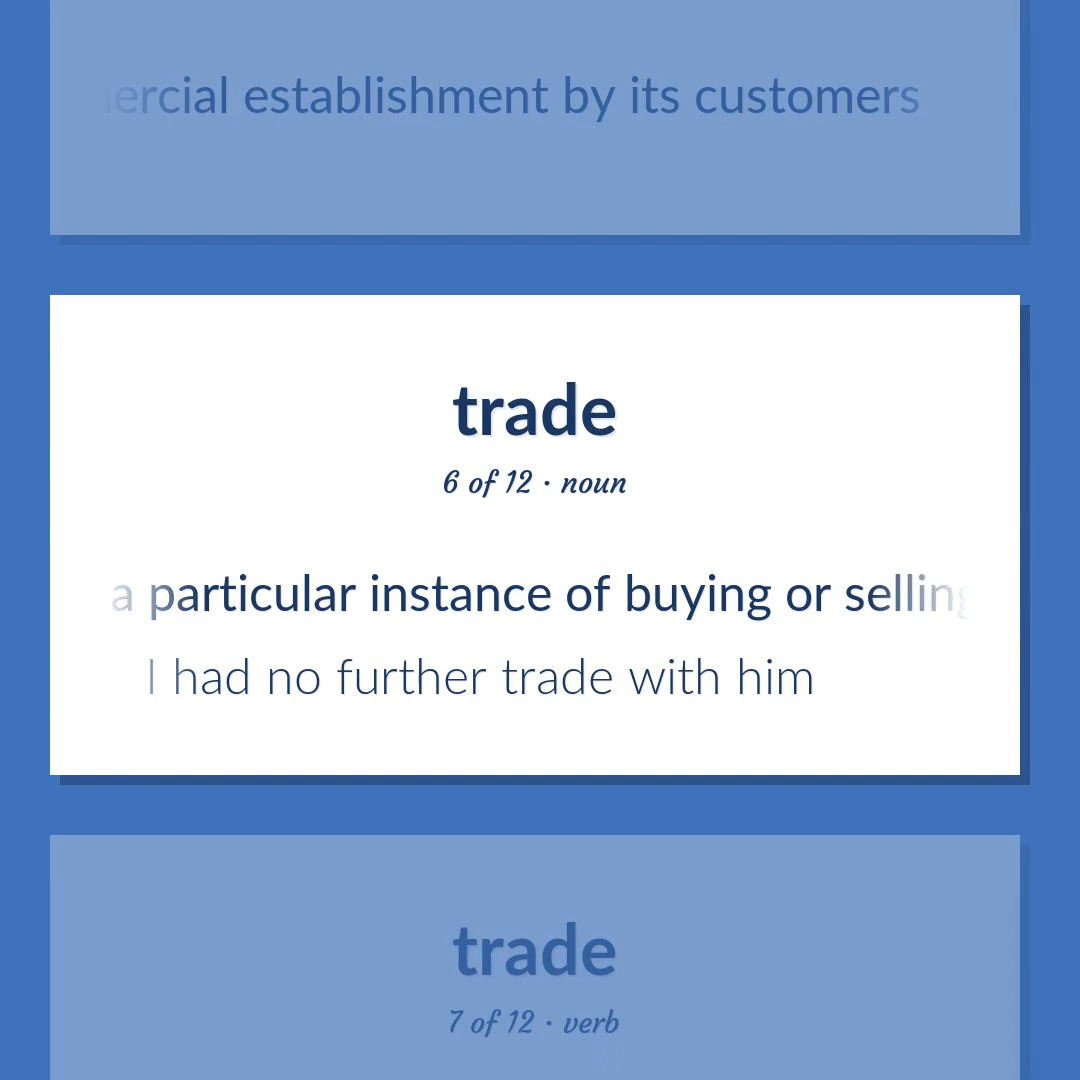 establishment by its customers
trade
6 of 12 · noun
a particular instance of buying or selling
I had no further trade with him
trade
7 of 12 · verb